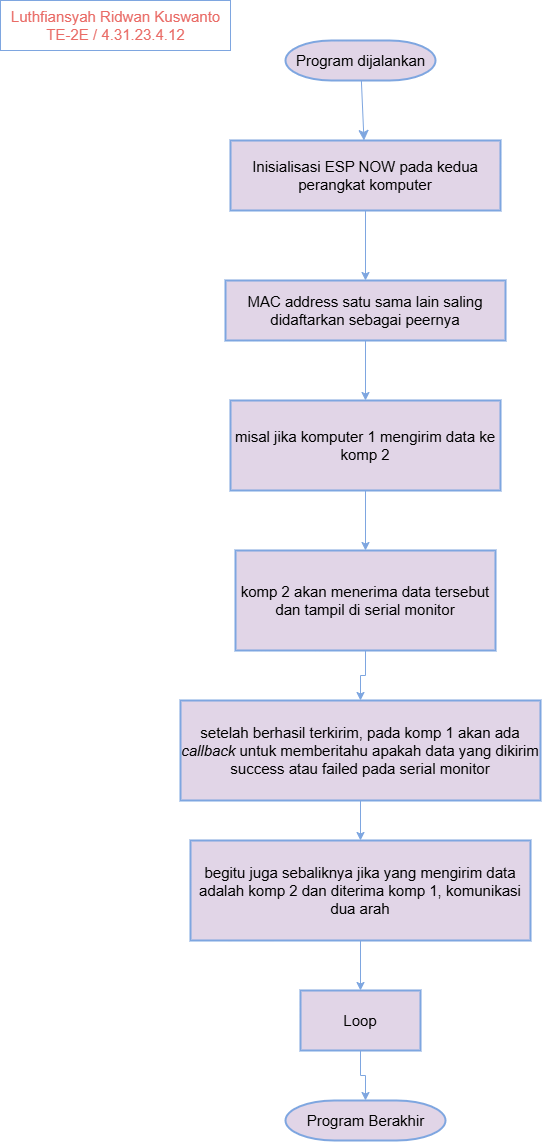 Luthfiansyah Ridwan Kuswanto
TE-2E / 4.31.23.4.12
Program dijalankan
Inisialisasi ESP NOW pada kedua
perangkat komputer
MAC address satu sama lain saling
didaftarkan sebagai peernya
misal jika komputer 1 mengirim data ke
komp 2
komp 2 akan menerima data tersebut
dan tampil di serial monitor
setelah berhasil terkirim, pada komp 1 akan ada
callback untuk memberitahu apakah data yang dikirim
success atau failed pada serial monitor
begitu juga sebaliknya jika yang mengirim data
adalah komp 2 dan diterima komp 1, komunikasi
dua arah
Loop
Program Berakhir